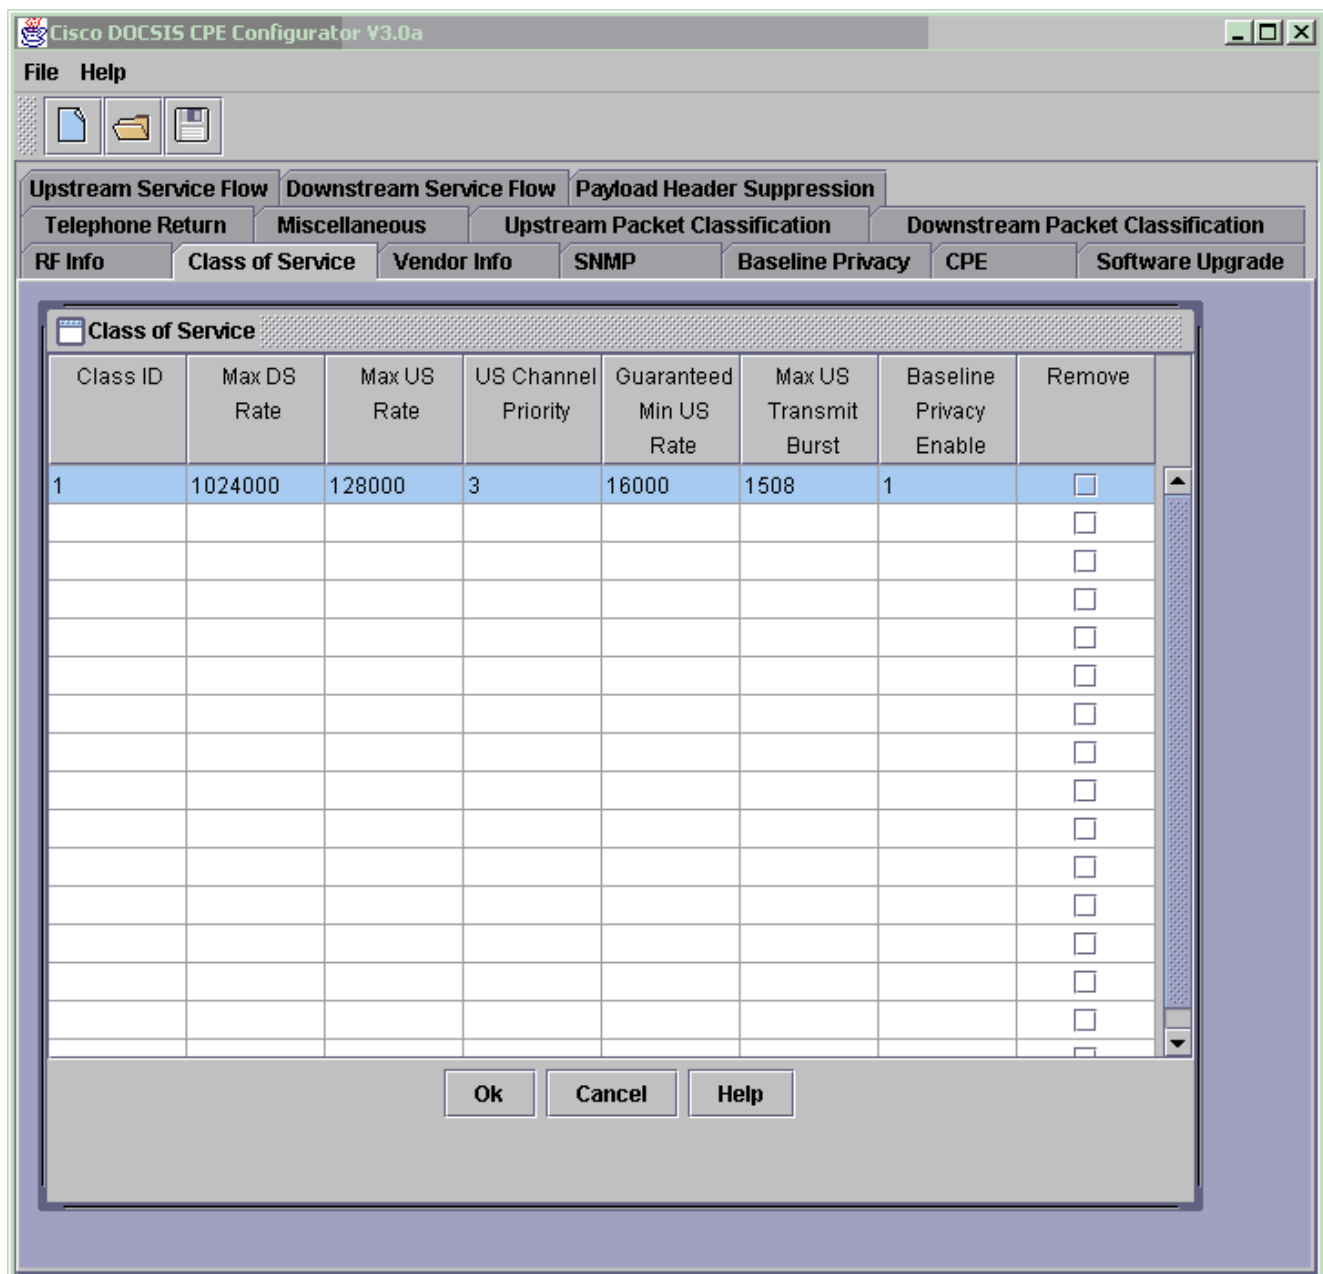 Cisco DOCSIS CPE Configurator V3.0a
File Help
Upstream Service Flow Downstream Service Flow Payload Header Suppression
Telephone Return Miscellaneous Upstream Packet Classification Downstream Packet Classification
RF Info Class of Service Vendor Info SNMP Baseline Privacy CPE Software Upgrade
Class of Service
Class ID Max DS Max US US Channel Guaranteed Max US Baseline Remove
Rate Rate Priority Min US Transmit Privacy
Rate Burst Enable
1 1024000 128000 3 16000 1508 1
Ok Cancel Help